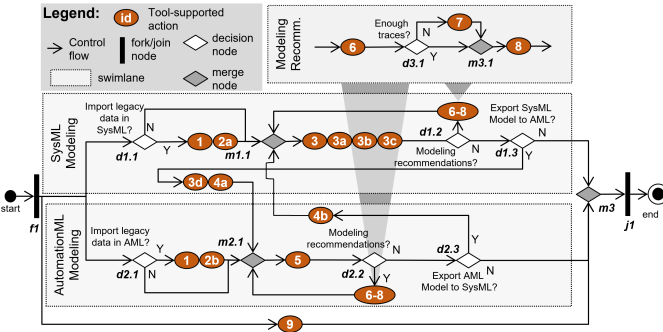 Legend:
id
Tool-supported
action
Control
flow
fork/join
node
decision
node
swimlane
merge
node
Modeling
Recomm.
Enough
traces?
N
Y
6
7
8
d3.1
m3.1
SysML
Modeling
Import legacy
data in
SysML?
N
Y
d1.1
1
2a
m1.1
3
3a
3b
3c
6-8
d1.2
Y
N
Modeling
recommendations?
Export SysML
Model to AML?
N
Y
d1.3
3d
4a
start
f1
m3
j1
end
AutomationML
Modeling
Import legacy
data in AML?
Y
N
d2.1
1
2b
m2.1
5
4b
Modeling
recommendations?
N
Y
d2.2
6-8
d2.3
Y
N
Export AML
Model to SysML?
9